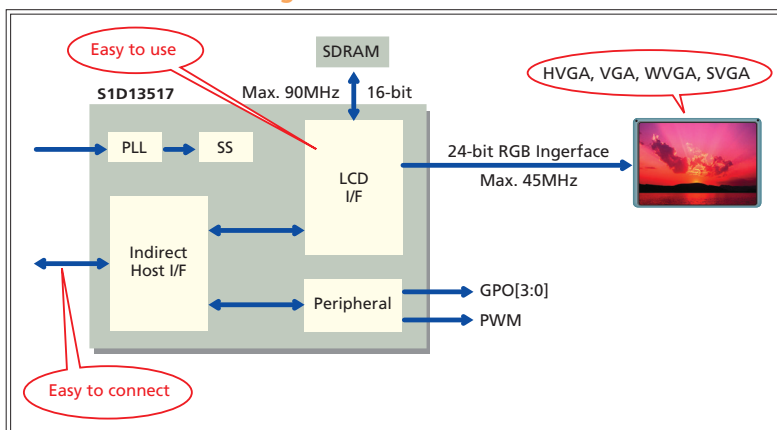 Easy to use
SDRAM
HVGA, VGA, WVGA, SVGA
S1D13517
Max. 90MHz
16-bit
PLL
SS
LCD
I/F
24-bit RGB Ingerface
Max. 45MHz
Indirect
Host I/F
Peripheral
GPO[3:0]
PWM
Easy to connect